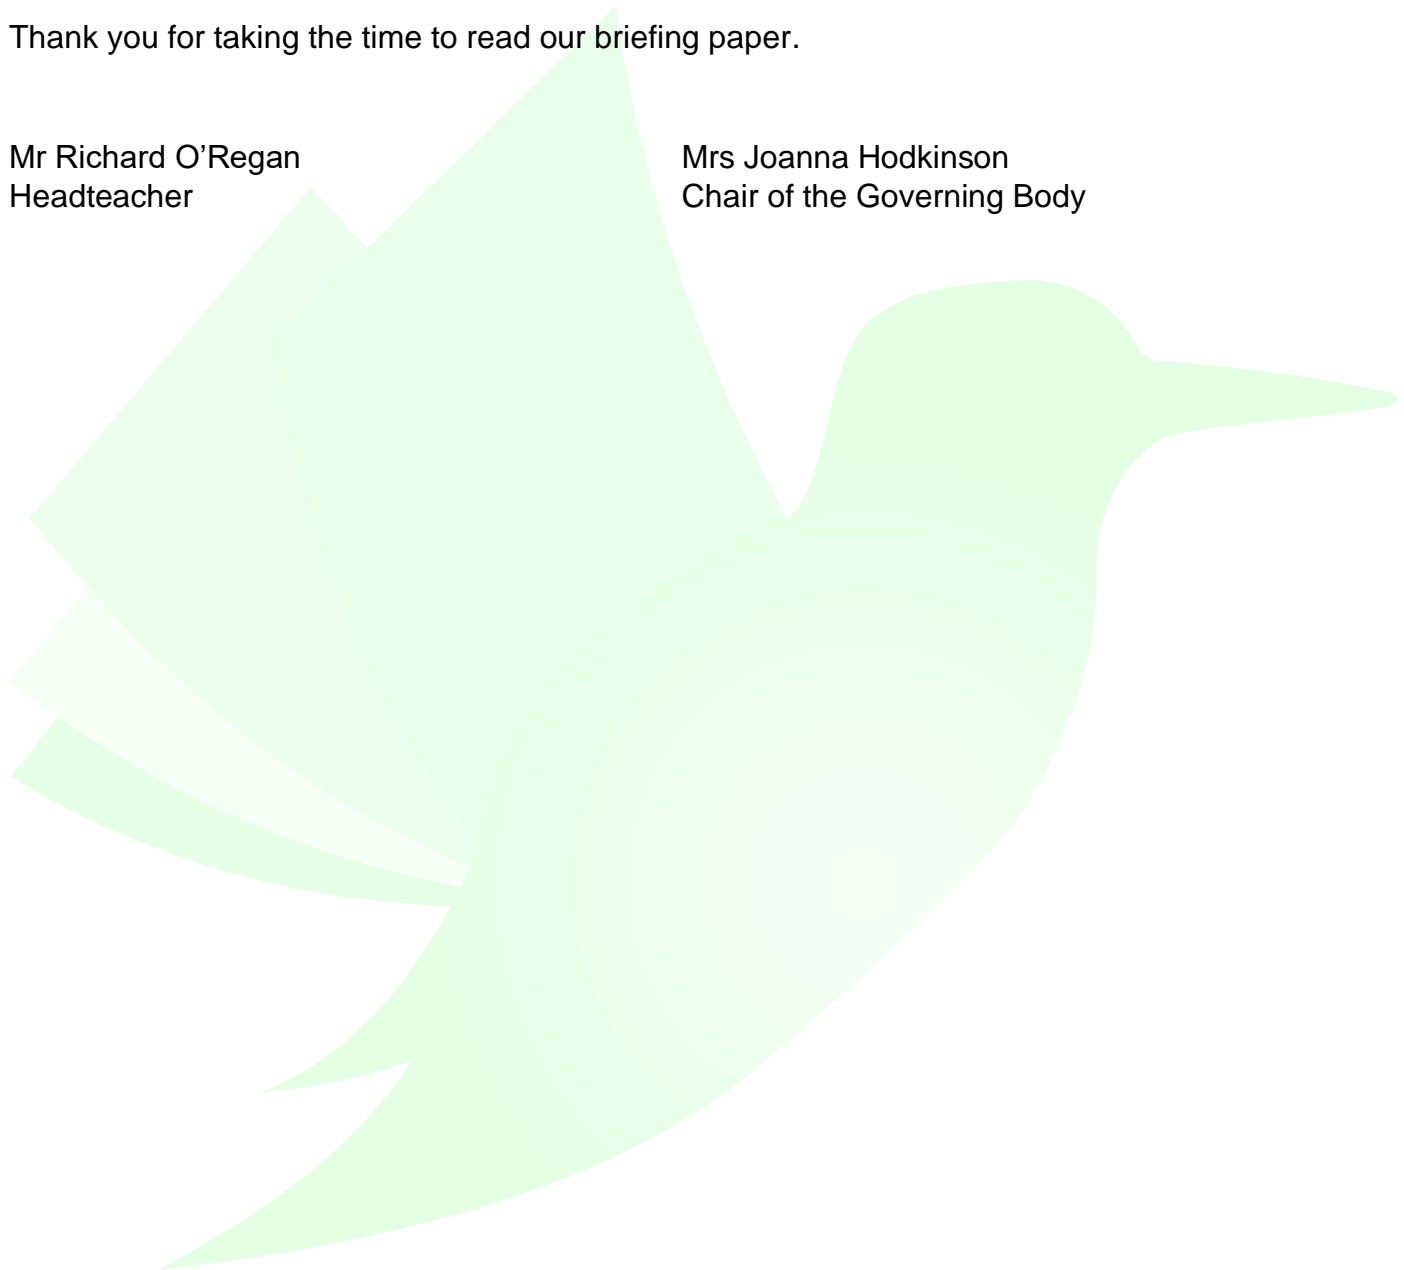 Thank you for taking the time to read our briefing paper.
Mr Richard O’Regan
Headteacher
Mrs Joanna Hodkinson
Chair of the Governing Body